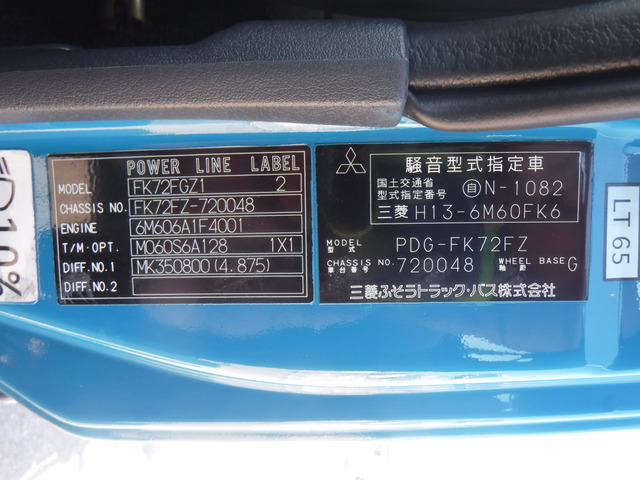 D10%
POWER LINE LABEL
MODEL FK72FGZ1 2
CHASSIS NO. FK72FZ-720048
ENGINE 6M606A1F4001
T/M.OPT. M060S6A128 1X1
DIFF.NO.1 MK350800(4.875)
DIFF.NO.2
騒音型式指定車
国土交通省
型式指定番号 自N-1082
三菱 H13-6M60FK6
MODEL
型式 PDG-FK72FZ
CHASSIS NO.
車台番号 720048 WHEEL BASE
軸距 G
三菱ふそうトラック・バス株式会社
LT65